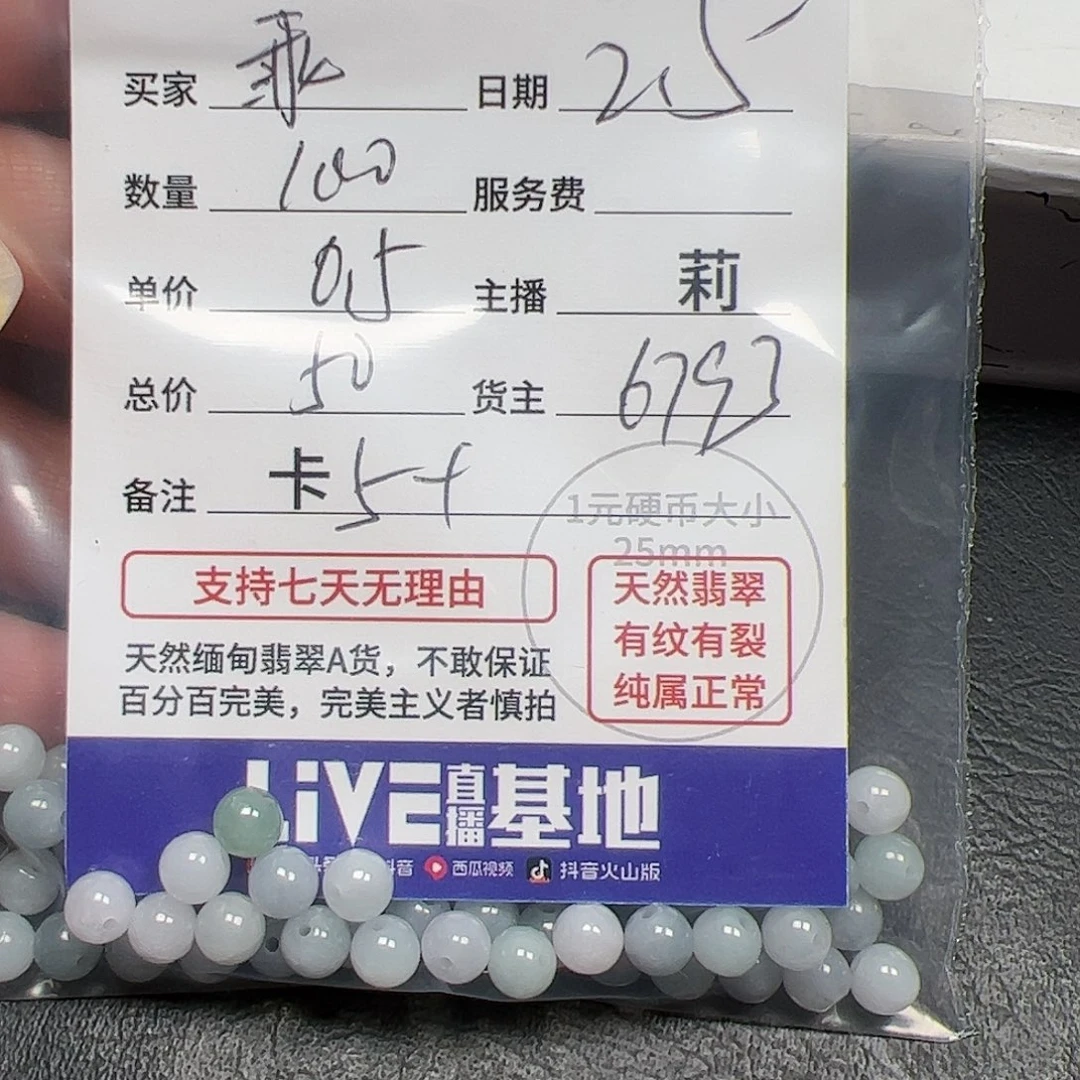 买家 乖 日期 2.5
数量 100 服务费
单价 0.5 主播 莉
总价 50 货主 6793
备注 卡 5+
1元硬币大小
25mm
支持七天无理由
天然翡翠
有纹有裂
纯属正常
天然缅甸翡翠A货，不敢保证
百分百完美，完美主义者慎拍
LiVE直播基地
西瓜视频 抖音火山版